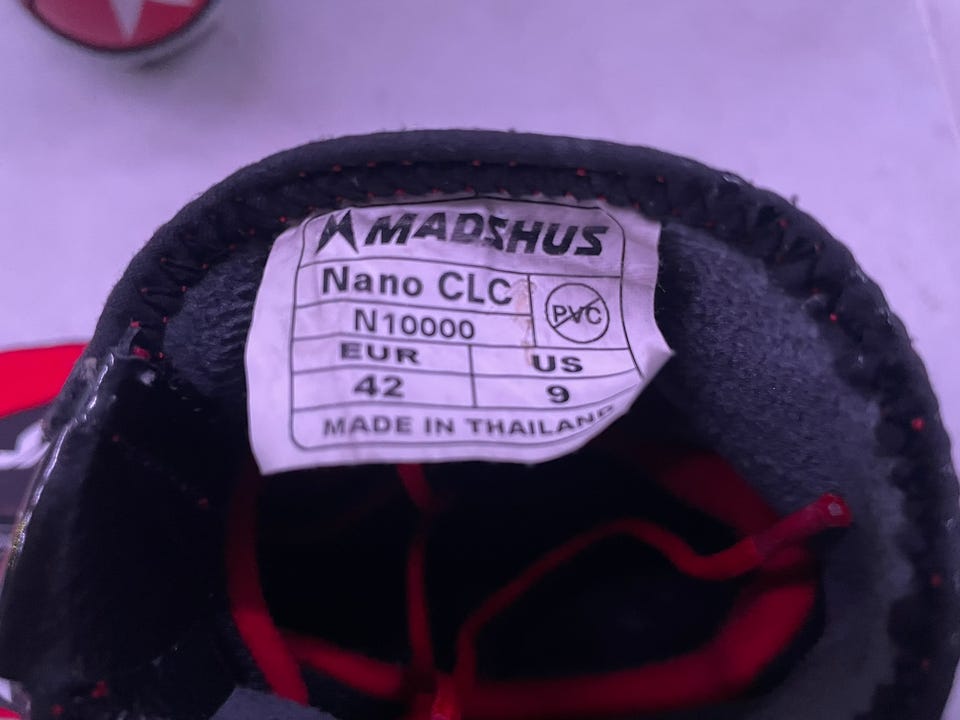 MADSHUS
Nano CLC
PVC
N10000
EUR US
42 9
MADE IN THAILAND